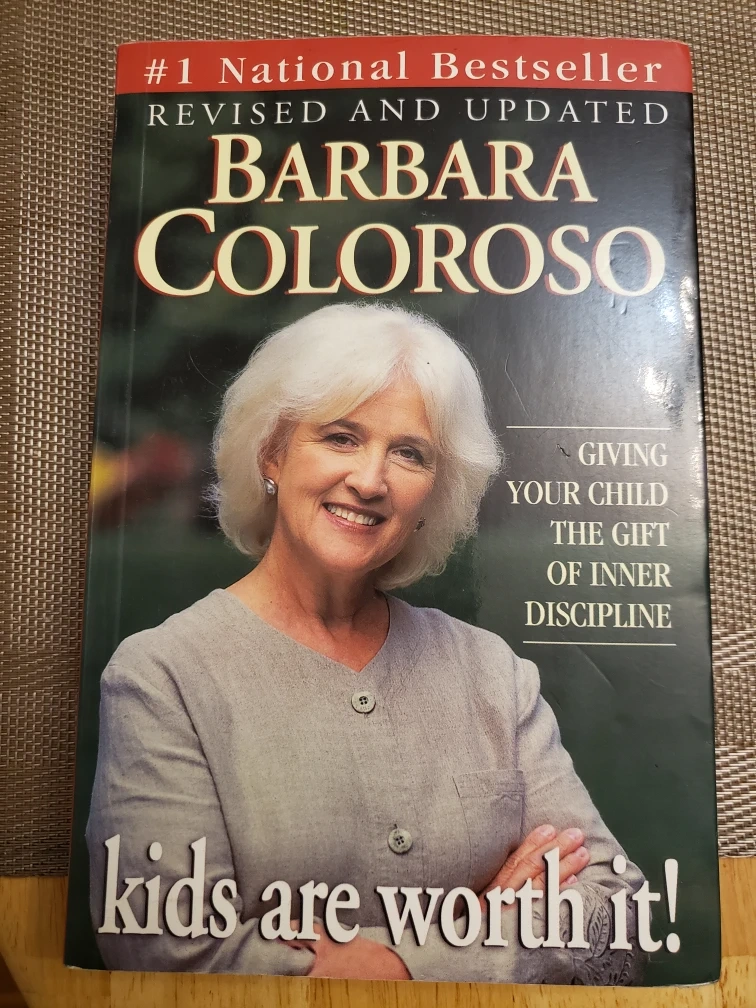 #1 National Bestseller
REVISED AND UPDATED
BARBARA
COLOROSO
GIVING
YOUR CHILD
THE GIFT
OF INNER
DISCIPLINE
kids are worth it!